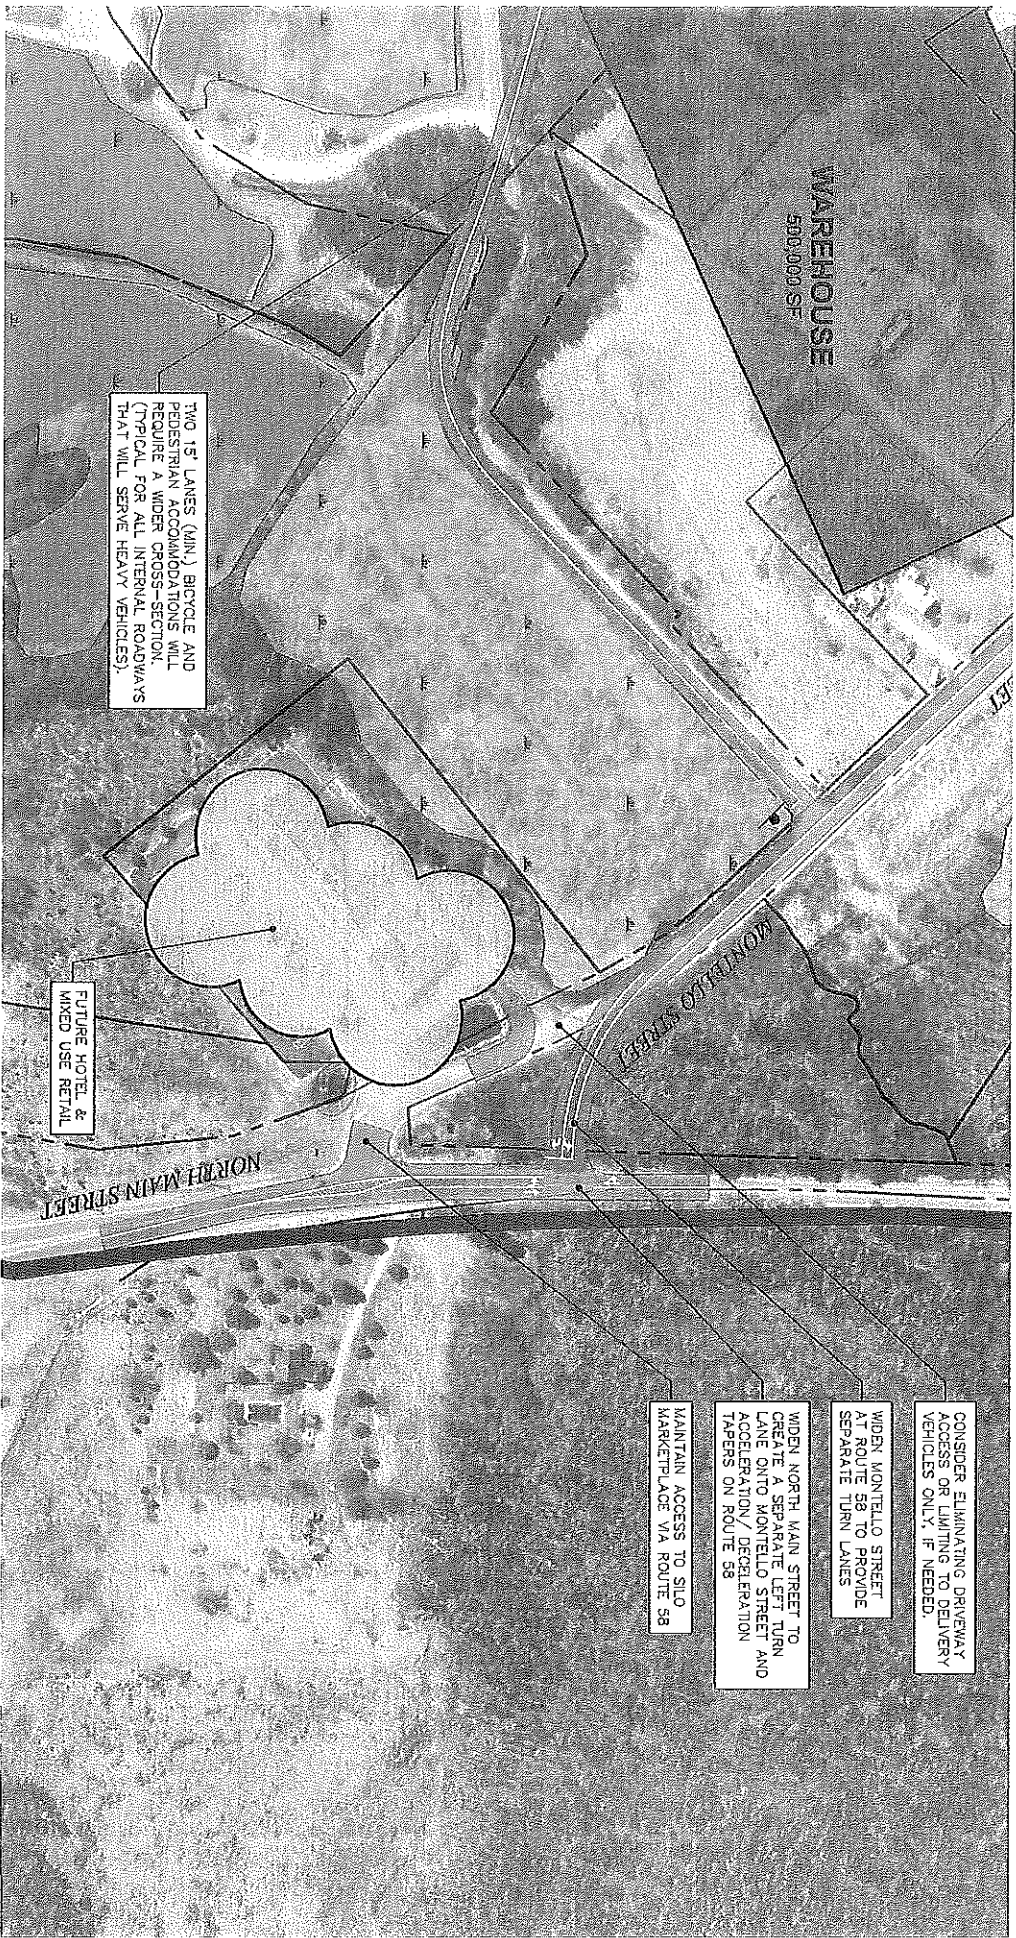 WAREHOUSE
500,000 SF
ET
MONTELLO STREET
NORTH MAIN STREET
CONSIDER ELIMINATING DRIVEWAY
ACCESS OR LIMITING TO DELIVERY
VEHICLES ONLY, IF NEEDED.
WIDEN MONTELLO STREET
AT ROUTE 58 TO PROVIDE
SEPARATE TURN LANES
WIDEN NORTH MAIN STREET TO
CREATE A SEPARATE LEFT TURN
LANE ONTO MONTELLO STREET AND
ACCELERATION/ DECELERATION
TAPERS ON ROUTE 58
MAINTAIN ACCESS TO SILO
MARKETPLACE VIA ROUTE 58
TWO 15' LANES (MIN.) BICYCLE AND
PEDESTRIAN ACCOMMODATIONS WILL
REQUIRE A WIDER CROSS-SECTION.
(TYPICAL FOR ALL INTERNAL ROADWAYS
THAT WILL SERVE HEAVY VEHICLES).
FUTURE HOTEL &
MIXED USE RETAIL